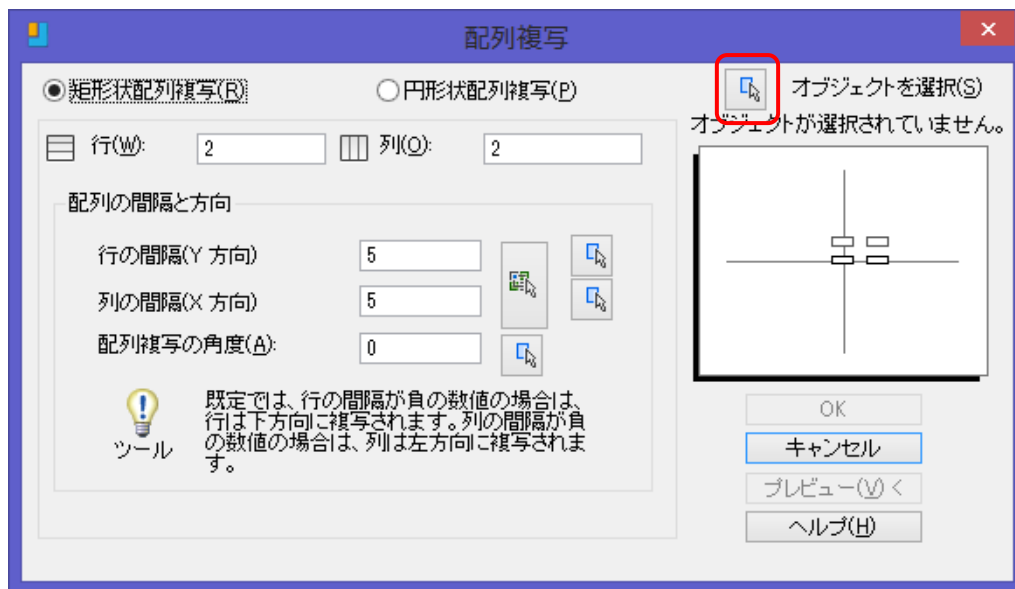 配列複写
矩形状配列複写(R)
円形状配列複写(P)
オブジェクトを選択(S)
オブジェクトが選択されていません。
行(W):
2
列(O):
2
配列の間隔と方向
行の間隔(Y 方向)
5
列の間隔(X 方向)
5
配列複写の角度(A):
0
ツール
既定では、行の間隔が負の数値の場合は、
行は下方向に複写されます。列の間隔が負
の数値の場合は、列は左方向に複写されま
す。
OK
キャンセル
プレビュー(V) <
ヘルプ(H)